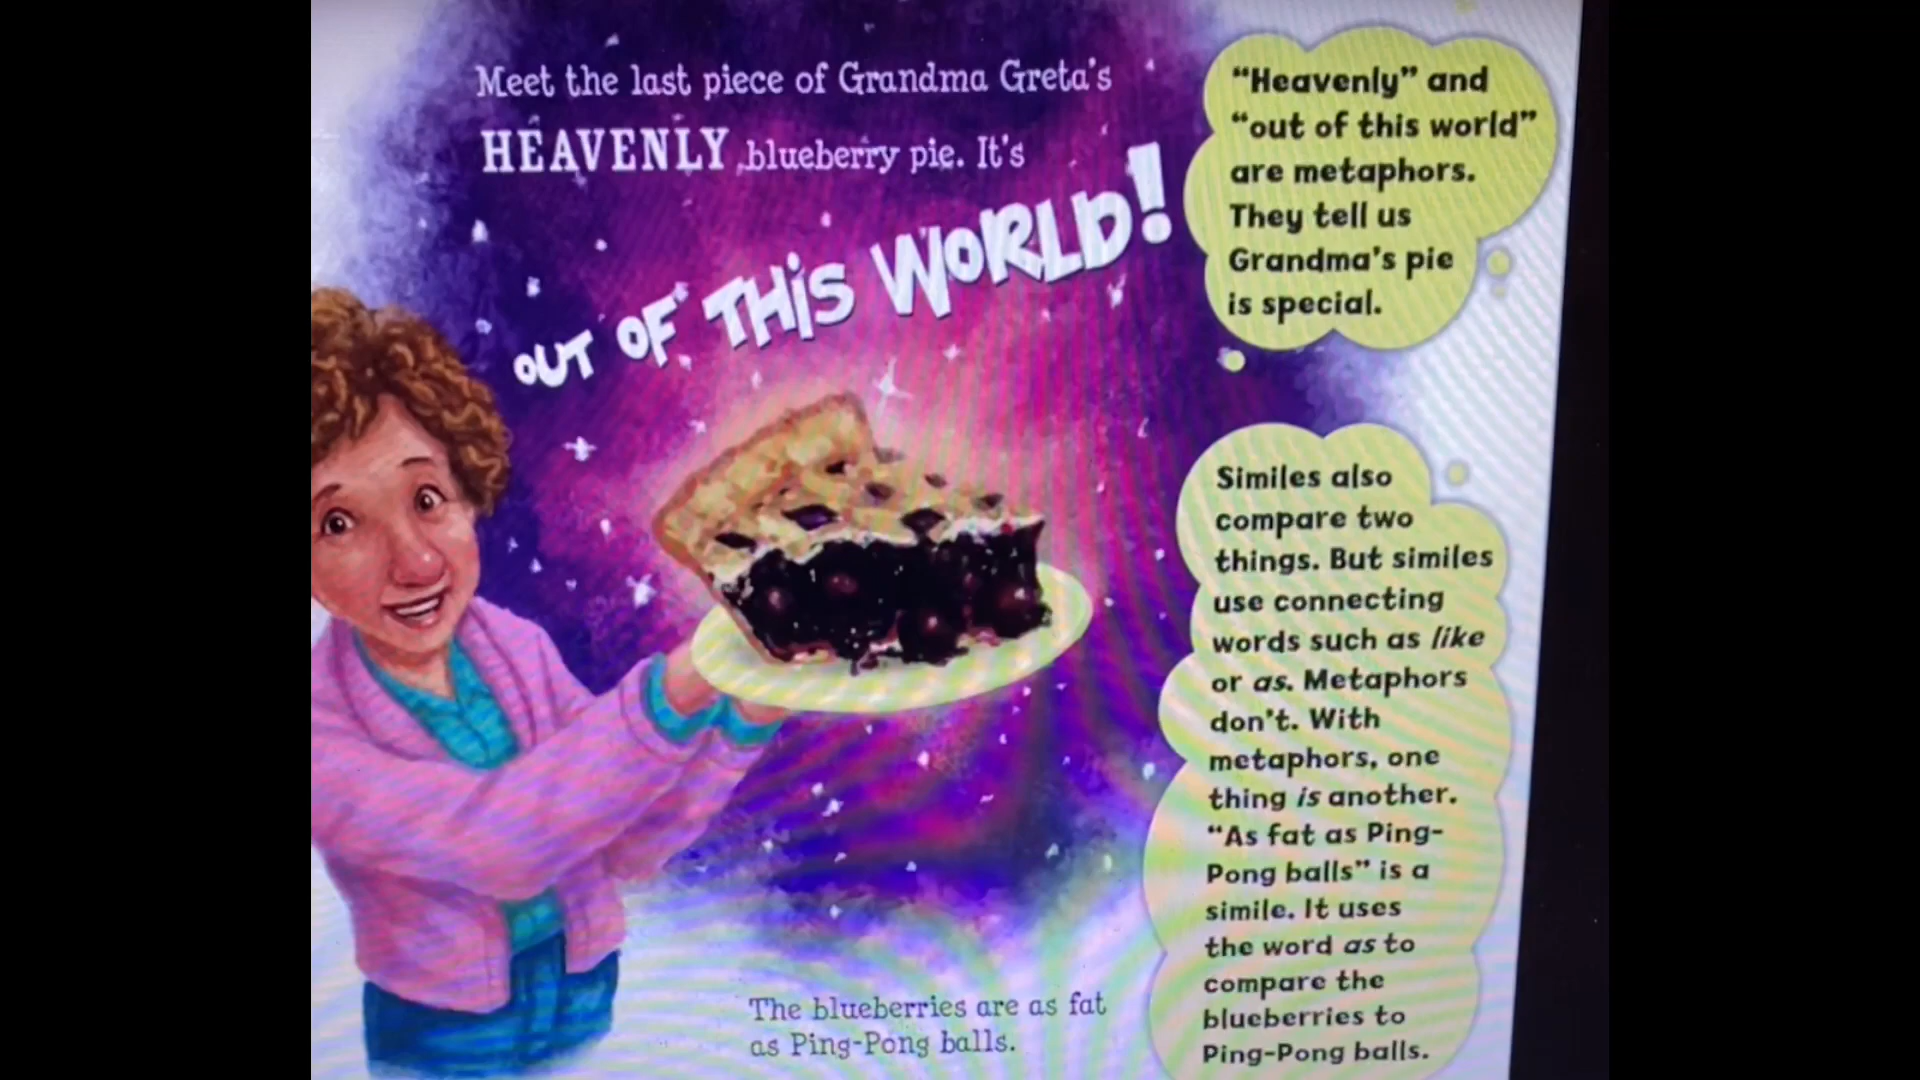 Meet the last piece of Grandma Greta's
HEAVENLY blueberry pie. It's
OUT OF THiS WORLD!
"Heavenly" and
"out of this world"
are metaphors.
They tell us
Grandma's pie
is special.
Similes also
compare two
things. But similes
use connecting
words such as like
or as. Metaphors
don't. With
metaphors, one
thing is another.
"As fat as Ping-
Pong balls" is a
simile. It uses
the word as to
compare the
blueberries to
Ping-Pong balls.
The blueberries are as fat
as Ping-Pong balls.